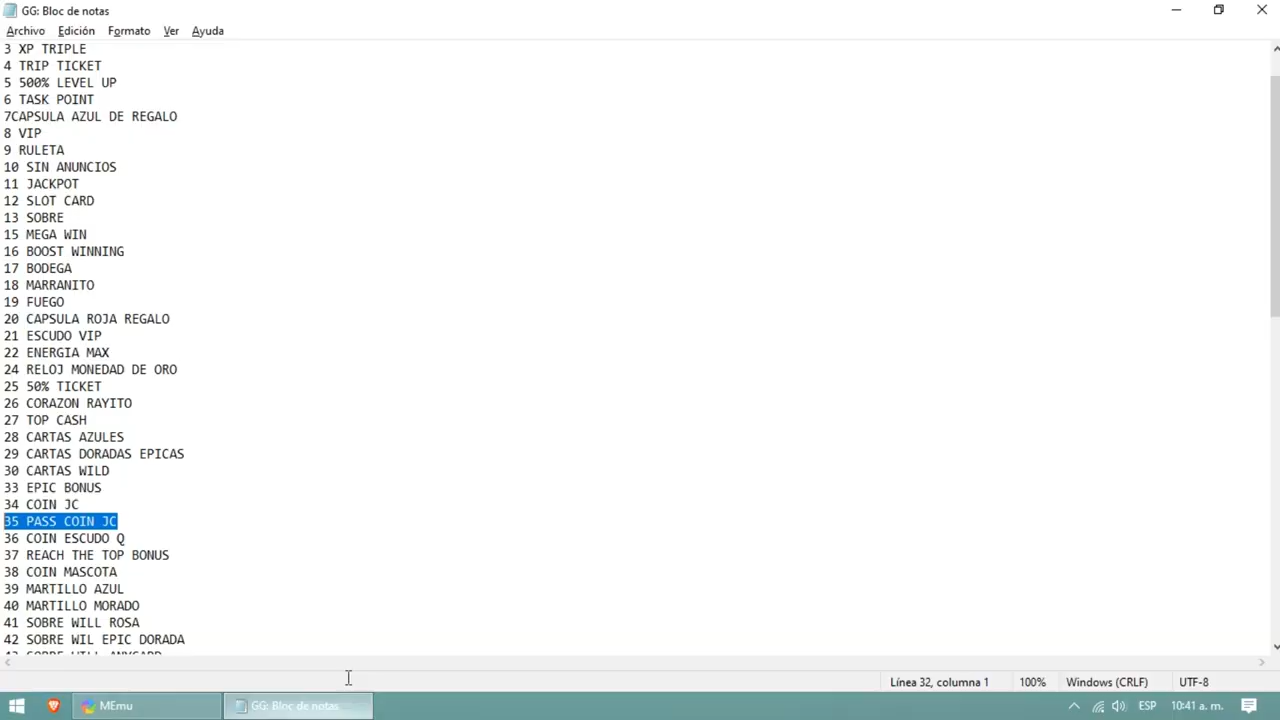 GG: Bloc de notas
Archivo Edición Formato Ver Ayuda
3 XP TRIPLE
4 TRIP TICKET
5 500% LEVEL UP
6 TASK POINT
7CAPSULA AZUL DE REGALO
8 VIP
9 RULETA
10 SIN ANUNCIOS
11 JACKPOT
12 SLOT CARD
13 SOBRE
15 MEGA WIN
16 BOOST WINNING
17 BODEGA
18 MARRANITO
19 FUEGO
20 CAPSULA ROJA REGALO
21 ESCUDO VIP
22 ENERGIA MAX
24 RELOJ MONEDAD DE ORO
25 50% TICKET
26 CORAZON RAYITO
27 TOP CASH
28 CARTAS AZULES
29 CARTAS DORADAS EPICAS
30 CARTAS WILD
33 EPIC BONUS
34 COIN JC
35 PASS COIN JC
36 COIN ESCUDO Q
37 REACH THE TOP BONUS
38 COIN MASCOTA
39 MARTILLO AZUL
40 MARTILLO MORADO
41 SOBRE WILL ROSA
42 SOBRE WIL EPIC DORADA
43 SOBRE WILL ANYCARD
Línea 32, columna 1 100% Windows (CRLF) UTF-8
MEmu GG: Bloc de notas ESP 10:41 a. m.